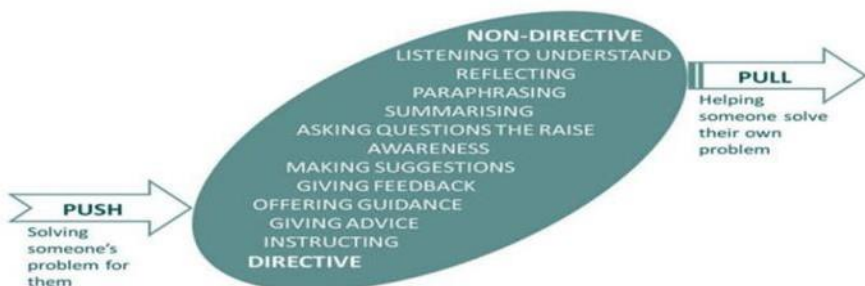 NON-DIRECTIVE
LISTENING TO UNDERSTAND
REFLECTING
PARAPHRASING
SUMMARISING
ASKING QUESTIONS THE RAISE
AWARENESS
MAKING SUGGESTIONS
GIVING FEEDBACK
OFFERING GUIDANCE
GIVING ADVICE
INSTRUCTING
DIRECTIVE
PUSH
Solving
someone's
problem for
them
PULL
Helping
someone solve
their own
problem